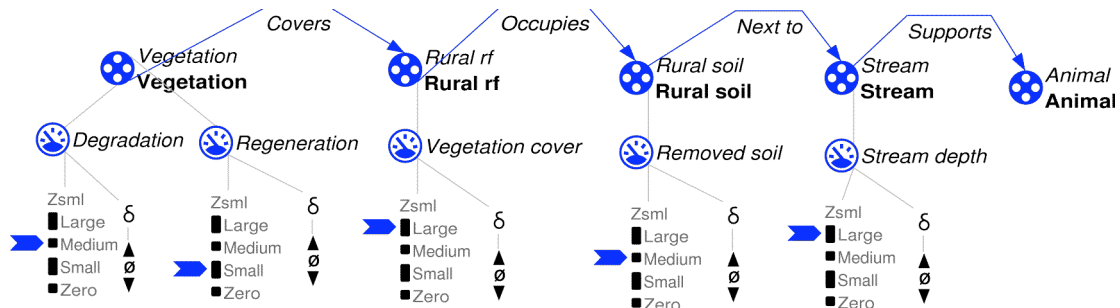 Covers
Occupies
Next to
Supports
Vegetation
Vegetation
Rural rf
Rural rf
Rural soil
Rural soil
Stream
Stream
Animal
Animal
Degradation
Regeneration
Vegetation cover
Removed soil
Stream depth
Zsml
δ
Large
Medium
Small
Zero
ø
Zsml
δ
Large
Medium
Small
Zero
ø
Zsml
δ
Large
Medium
Small
Zero
ø
Zsml
δ
Large
Medium
Small
Zero
ø
Zsml
δ
Large
Medium
Small
Zero
ø